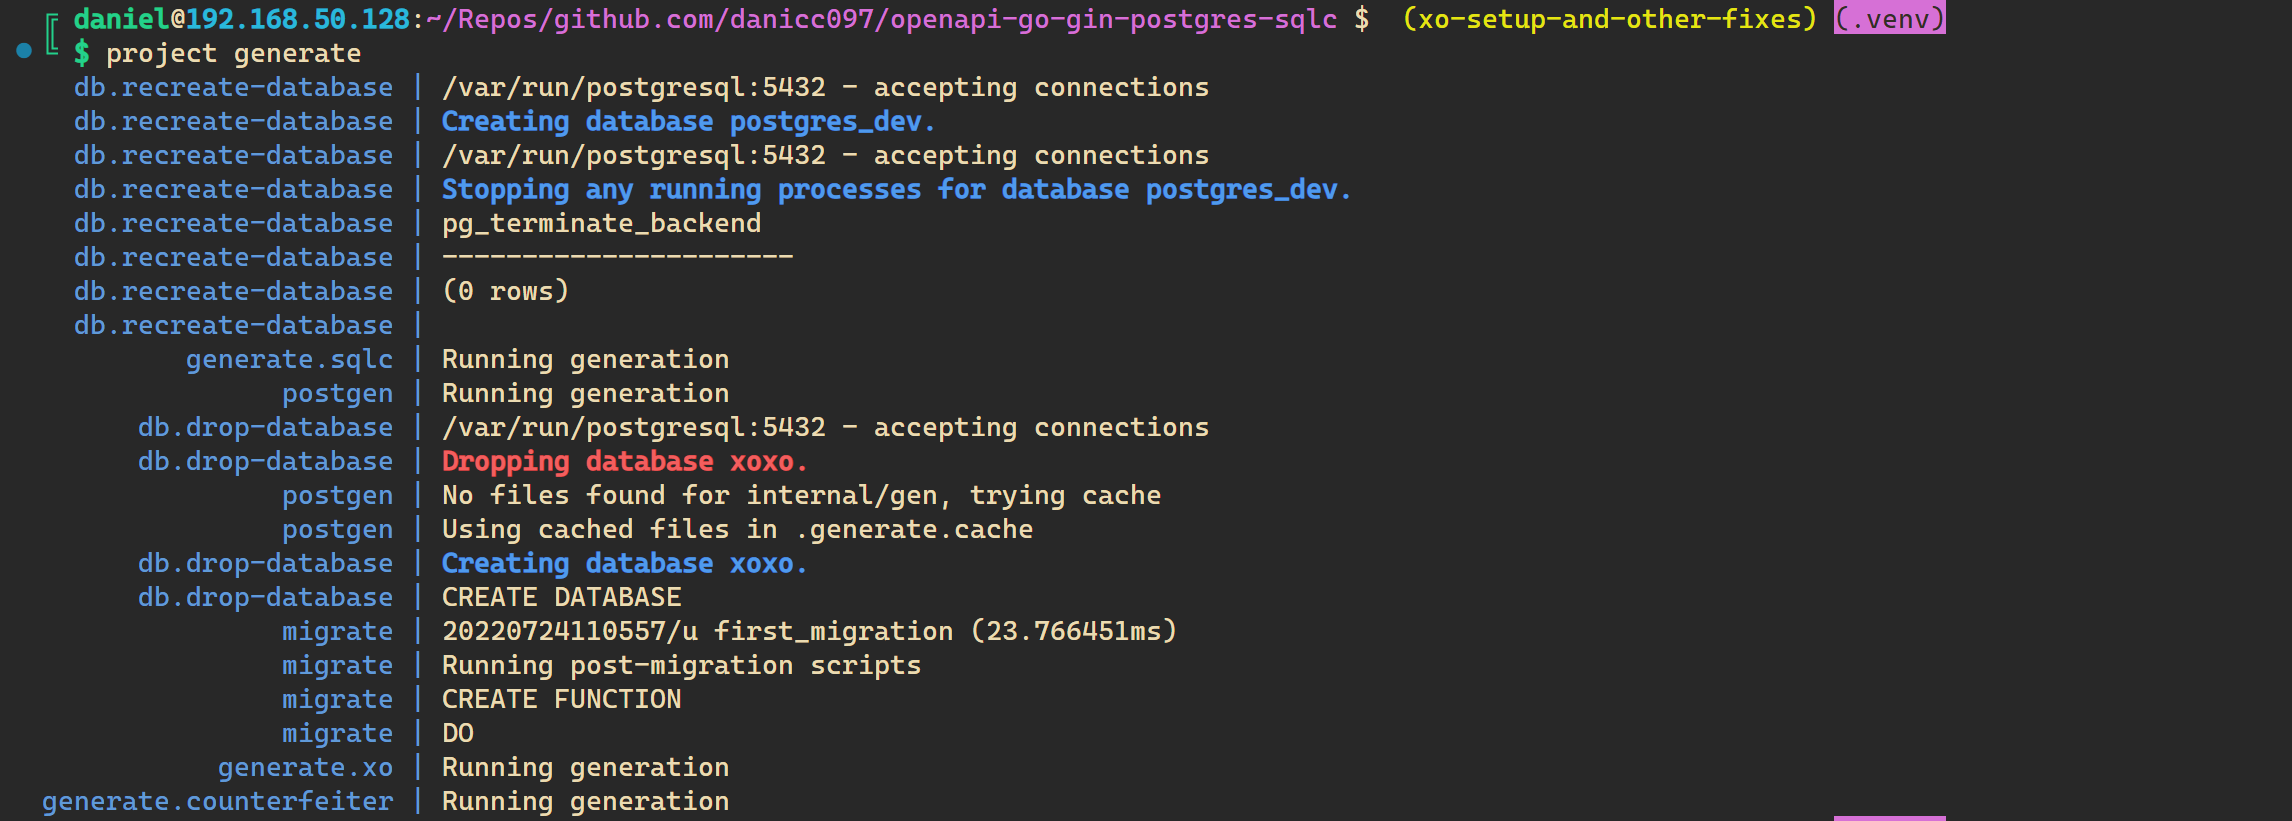 daniel@192.168.50.128:~/Repos/github.com/danicc097/openapi-go-gin-postgres-sqlc $  (xo-setup-and-other-fixes) (.venv)
$ project generate
db.recreate-database | /var/run/postgresql:5432 - accepting connections
db.recreate-database | Creating database postgres_dev.
db.recreate-database | /var/run/postgresql:5432 - accepting connections
db.recreate-database | Stopping any running processes for database postgres_dev.
db.recreate-database | pg_terminate_backend
db.recreate-database | ----------------------
db.recreate-database | (0 rows)
db.recreate-database |
generate.sqlc | Running generation
postgen | Running generation
db.drop-database | /var/run/postgresql:5432 - accepting connections
db.drop-database | Dropping database xoxo.
postgen | No files found for internal/gen, trying cache
postgen | Using cached files in .generate.cache
db.drop-database | Creating database xoxo.
db.drop-database | CREATE DATABASE
migrate | 20220724110557/u first_migration (23.766451ms)
migrate | Running post-migration scripts
migrate | CREATE FUNCTION
migrate | DO
generate.xo | Running generation
generate.counterfeiter | Running generation